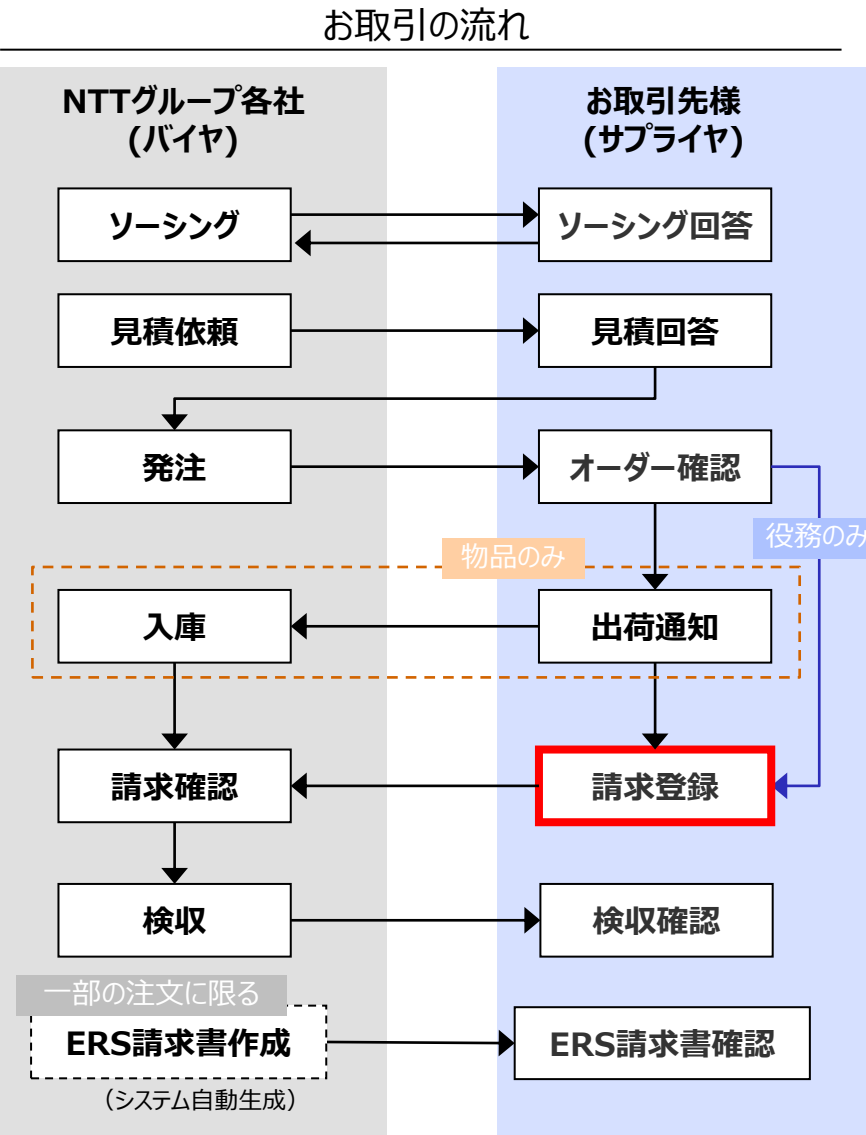 お取引の流れ
NTTグループ各社
(バイヤ)
お取引先様
(サプライヤ)
ソーシング
ソーシング回答
見積依頼
見積回答
発注
オーダー確認
役務のみ
物品のみ
入庫
出荷通知
請求確認
請求登録
検収
検収確認
一部の注文に限る
ERS請求書作成
ERS請求書確認
（システム自動生成）